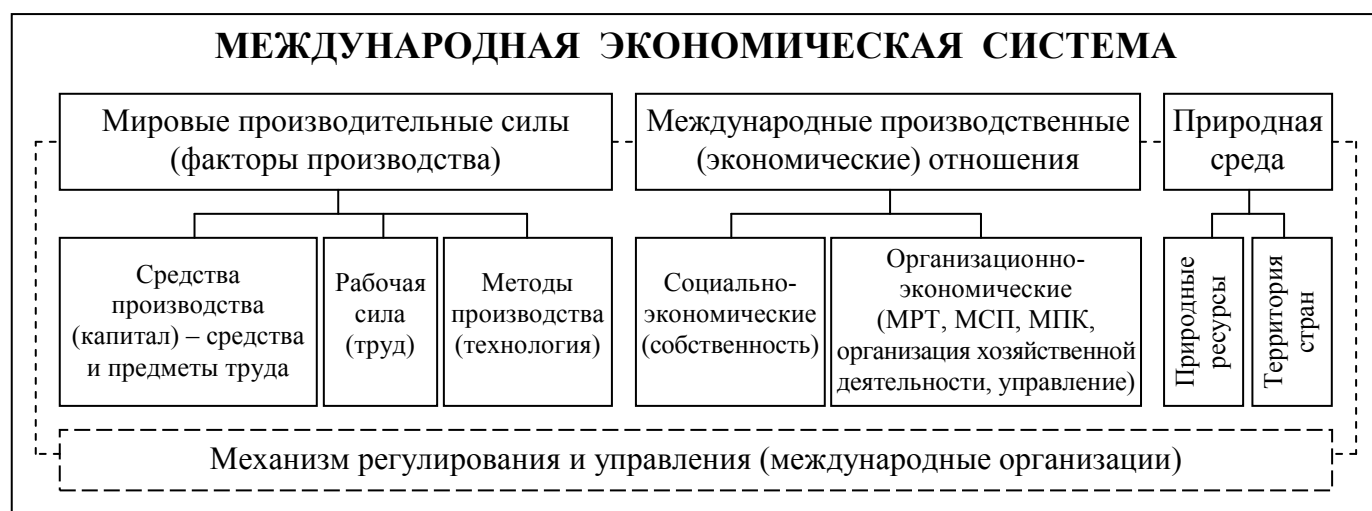 МЕЖДУНАРОДНАЯ ЭКОНОМИЧЕСКАЯ СИСТЕМА
Мировые производительные силы
(факторы производства)
Международные производственные
(экономические) отношения
Природная
среда
Средства
производства
(капитал) – средства
и предметы труда
Рабочая
сила
(труд)
Методы
производства
(технология)
Социально-
экономические
(собственность)
Организационно-
экономические
(МРТ, МСП, МПК,
организация хозяйственной
деятельности, управление)
Природные
ресурсы
Территория
стран
Механизм регулирования и управления (международные организации)